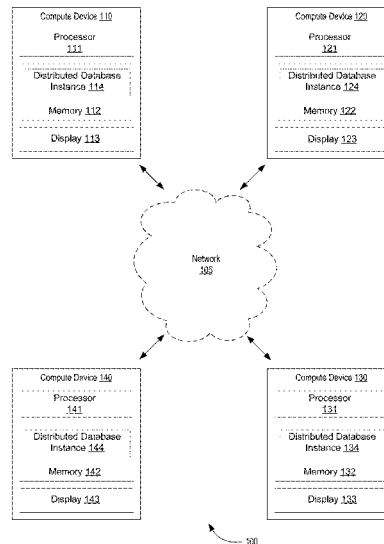 Compute Device 110
Processor
111
Distributed Database
Instance 114
Memory 112
Display 113
Compute Device 120
Processor
121
Distributed Database
Instance 124
Memory 122
Display 123
Network
105
Compute Device 140
Processor
141
Distributed Database
Instance 144
Memory 142
Display 143
Compute Device 130
Processor
131
Distributed Database
Instance 134
Memory 132
Display 133
100